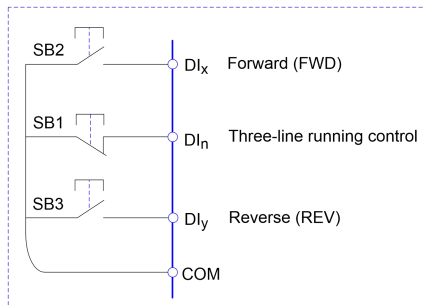 SB2
DIx Forward (FWD)
SB1
DIn Three-line running control
SB3
DIy Reverse (REV)
COM